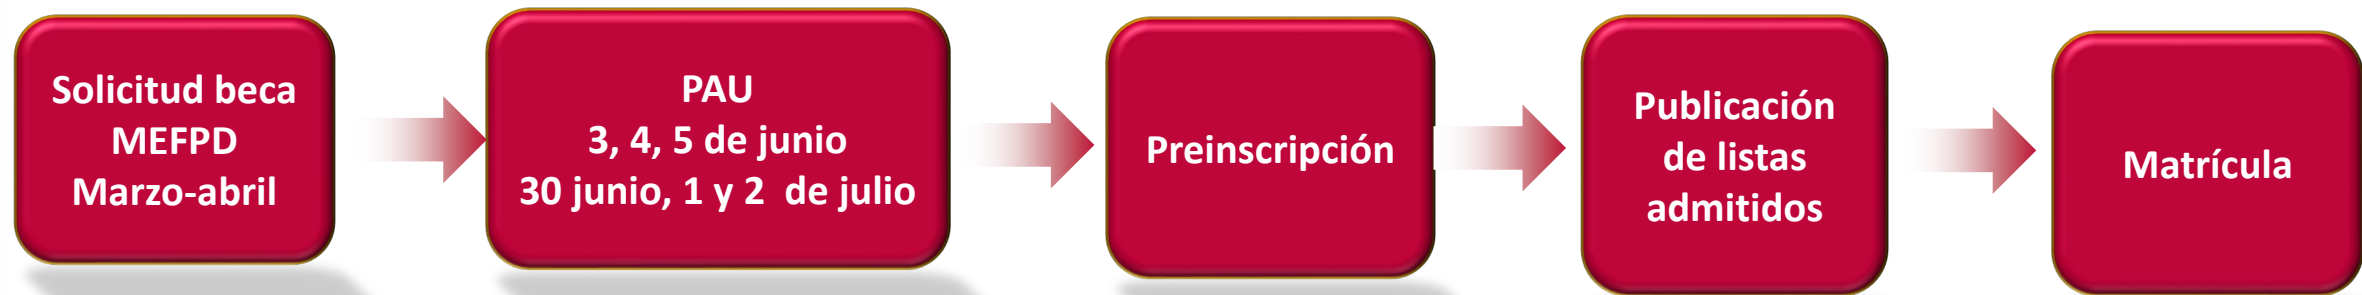 Solicitud beca
MEFPD
Marzo-abril
PAU
3, 4, 5 de junio
30 junio, 1 y 2  de julio
Preinscripción
Publicación
de listas
admitidos
Matrícula